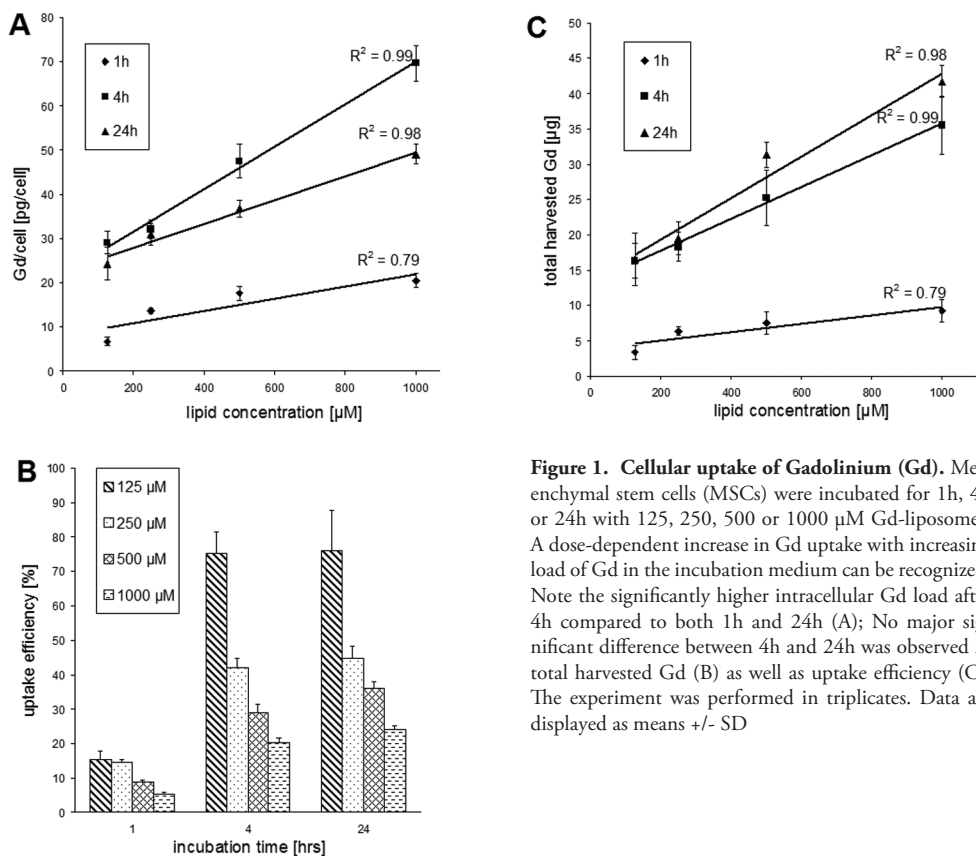 A
80
70
60
50
40
30
20
10
0
Gd/cell [pg/cell]
1h
4h
24h
R² = 0.99
R² = 0.98
R² = 0.79
0 200 400 600 800 1000
lipid concentration [µM]
C
50
45
40
35
30
25
20
15
10
5
0
total harvested Gd [µg]
1h
4h
24h
R² = 0.98
R² = 0.99
R² = 0.79
0 200 400 600 800 1000
lipid concentration [µM]
B
100
90
80
70
60
50
40
30
20
10
0
uptake efficiency [%]
125 µM
250 µM
500 µM
1000 µM
1 4 24
incubation time [hrs]
Figure 1. Cellular uptake of Gadolinium (Gd). Me
enchymal stem cells (MSCs) were incubated for 1h, 4
or 24h with 125, 250, 500 or 1000 µM Gd-liposome
A dose-dependent increase in Gd uptake with increasin
load of Gd in the incubation medium can be recognize
Note the significantly higher intracellular Gd load aft
4h compared to both 1h and 24h (A); No major sig
nificant difference between 4h and 24h was observed
total harvested Gd (B) as well as uptake efficiency (C
The experiment was performed in triplicates. Data a
displayed as means +/- SD